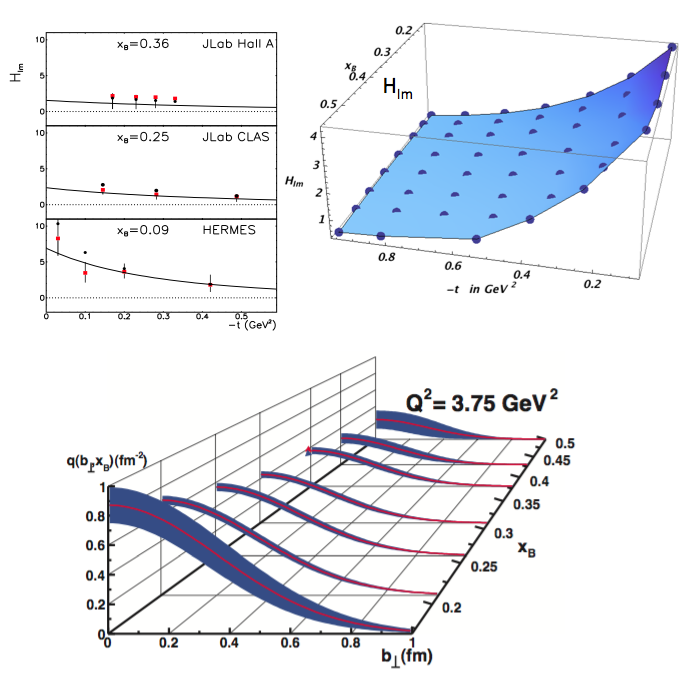 x_B=0.36 JLab Hall A
10
5
0
H_Im
x_B=0.25 JLab CLAS
10
5
0
x_B=0.09 HERMES
10
5
0
0 0.1 0.2 0.3 0.4 0.5
−t (GeV²)
0.2
0.3
x_B
0.4
0.5
H_Im
4
3
H_Im
2
1
0.8 0.6 0.4 0.2
-t in GeV²
Q²= 3.75 GeV²
q(b_⊥,x_B)(fm⁻²)
1
0.8
0.6
0.4
0.2
0
0 0.2 0.4 0.6 0.8 1
b_⊥(fm)
0.5
0.45
0.4
0.35
0.3
x_B
0.25
0.2